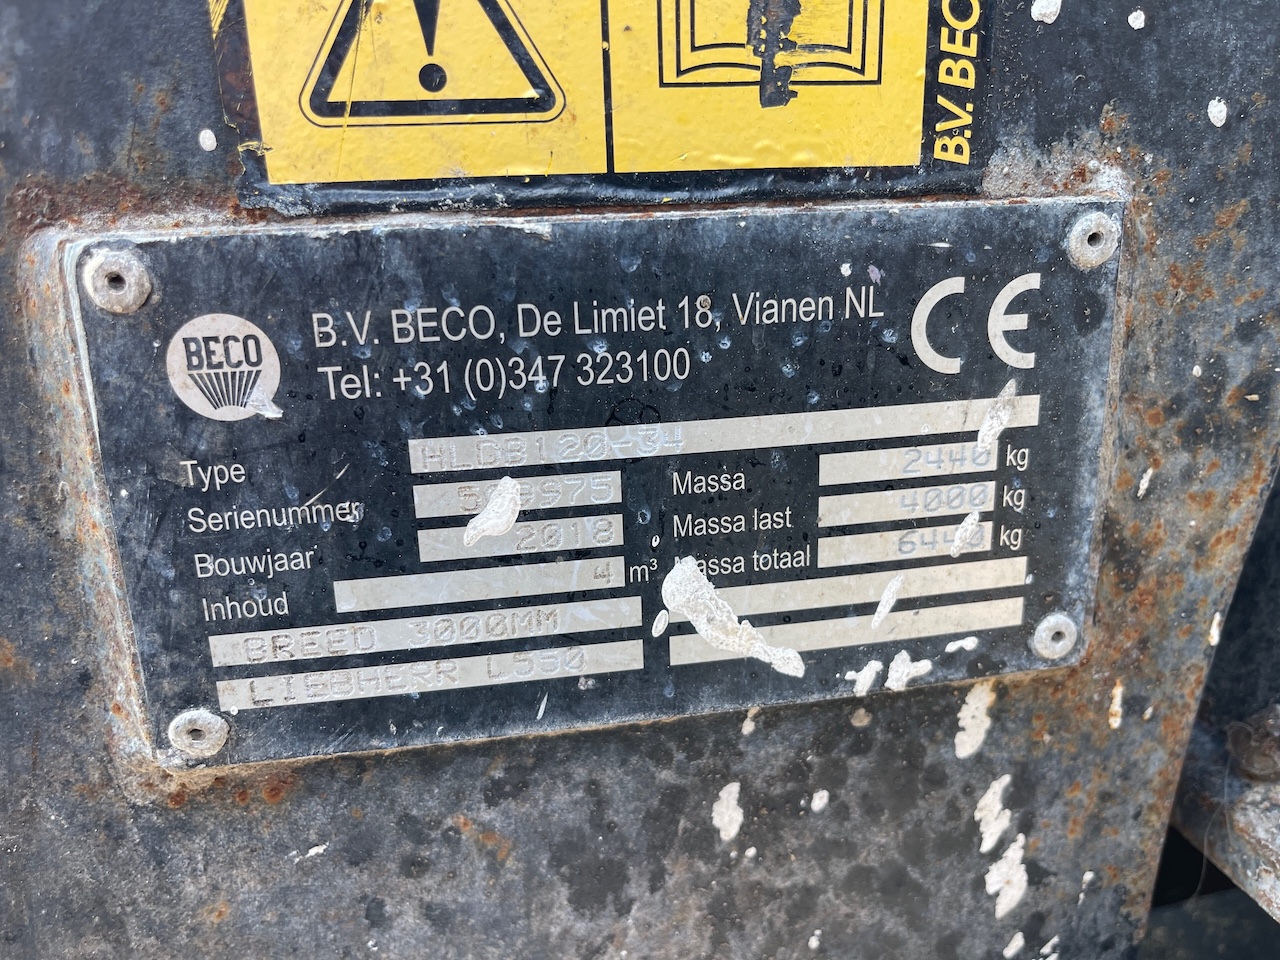 B.V. BECO
BECO
B.V. BECO, De Limiet 18, Vianen NL
Tel: +31 (0)347 323100
CE
Type HLDB120-3W
Serienummer
Massa 2440 kg
Bouwjaar 2018
Massa last 4000 kg
Inhoud 4 m³
Massa totaal 6440 kg
BREED 3000MM
LIEBHERR L550